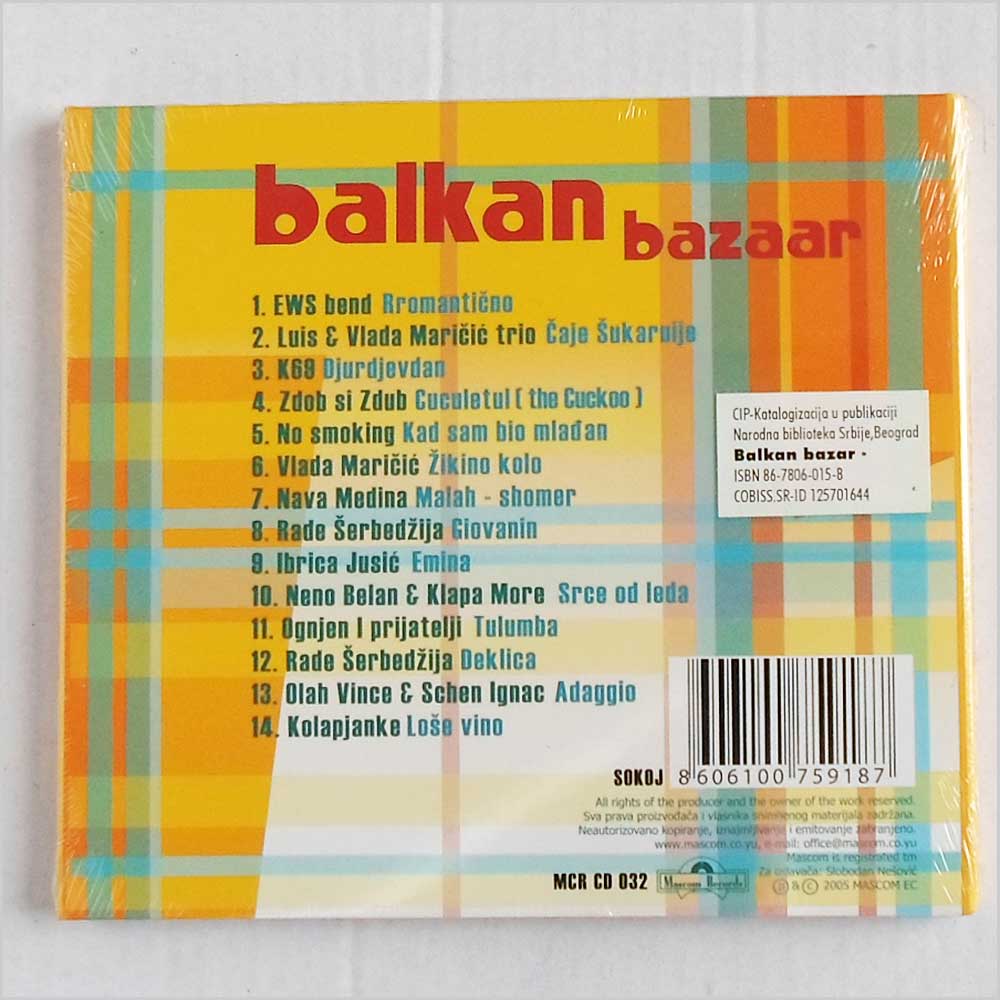 balkan
bazaar
1. EWS bend Rromantično
2. Luis & Vlada Maričić trio Čaje Šukarnije
3. K69 Djurdjevdan
4. Zdob si Zdub Cuculetul ( the Cuckoo )
5. No smoking Kad sam bio mlađan
6. Vlada Maričić Žikino kolo
7. Nava Medina Malah - shomer
8. Rade Šerbedžija Giovanin
9. Ibrica Jusić Emina
10. Neno Belan & Klapa More Srce od leda
11. Ognjen I prijatelji Tulumba
12. Rade Šerbedžija Deklica
13. Olah Vince & Schen Ignac Adaggio
14. Kolapjanke Loše vino
CIP-Katalogizacija u publikaciji
Narodna biblioteka Srbije,Beograd
Balkan bazar -
ISBN 86-7806-015-8
COBISS.SR-ID 125701644
SOKOJ 8606100759187
All rights of the producer and the owner of the work reserved.
Sva prava proizvođača i vlasnika snimnenog materijala zadržana.
Neautorizovano kopiranje, iznajmljivanje i emitovanje zabranjeno.
www.mascom.co.yu, e-mail: office@mascom.co.yu
Mascom is registrated tm
Za izdavača: Slobodan Nešović
MCR CD 032 Mascom Records ℗ & © 2005 MASCOM EC